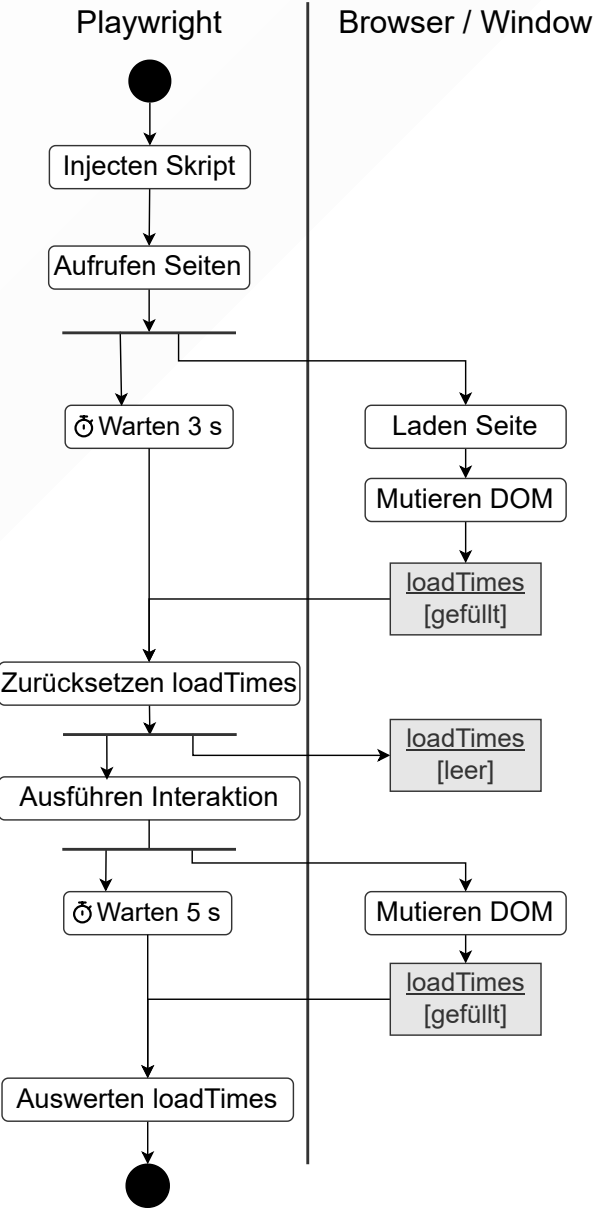 Playwright
Browser / Window
Injecten Skript
Aufrufen Seiten
Warten 3 s
Laden Seite
Mutieren DOM
loadTimes
[gefüllt]
Zurücksetzen loadTimes
loadTimes
[leer]
Ausführen Interaktion
Warten 5 s
Mutieren DOM
loadTimes
[gefüllt]
Auswerten loadTimes